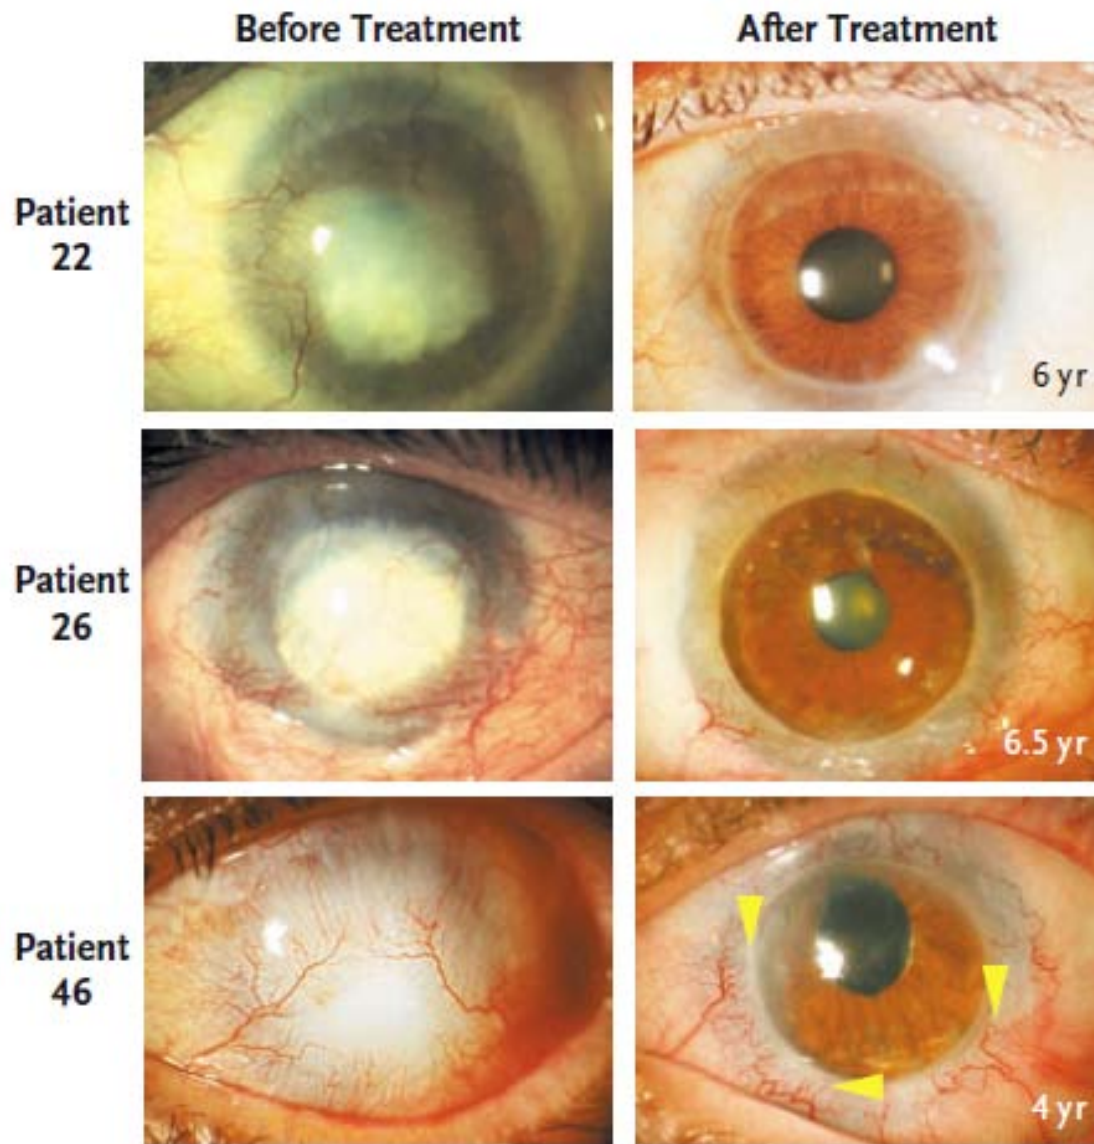 Before Treatment
After Treatment
Patient
22
6 yr
Patient
26
6.5 yr
Patient
46
4 yr